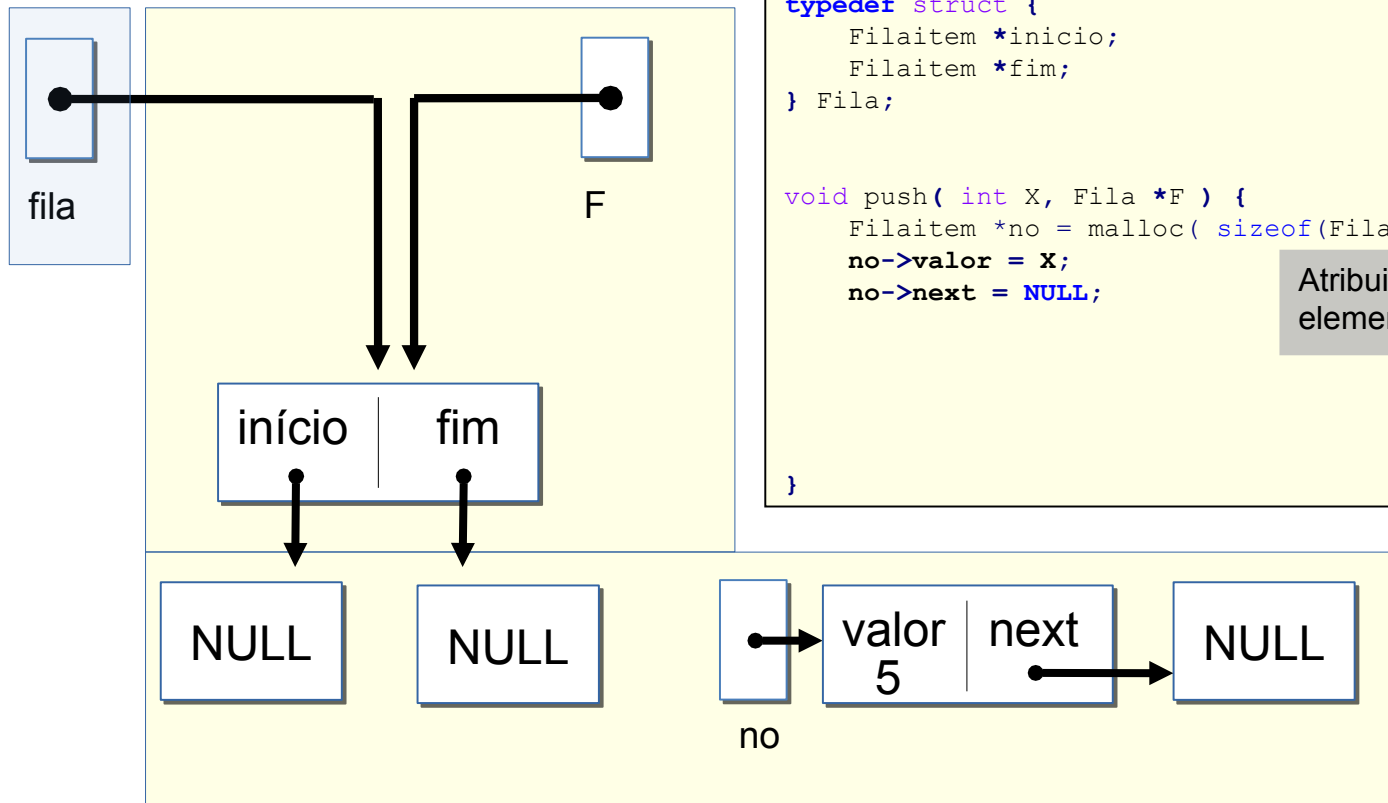 fila
F
início fim
NULL
NULL
no
valor next
5
NULL
typedef struct {
Filaitem *inicio;
Filaitem *fim;
} Fila;
void push( int X, Fila *F ) {
Filaitem *no = malloc( sizeof(Fila
no->valor = X;
no->next = NULL;
}
Atribui
elemen